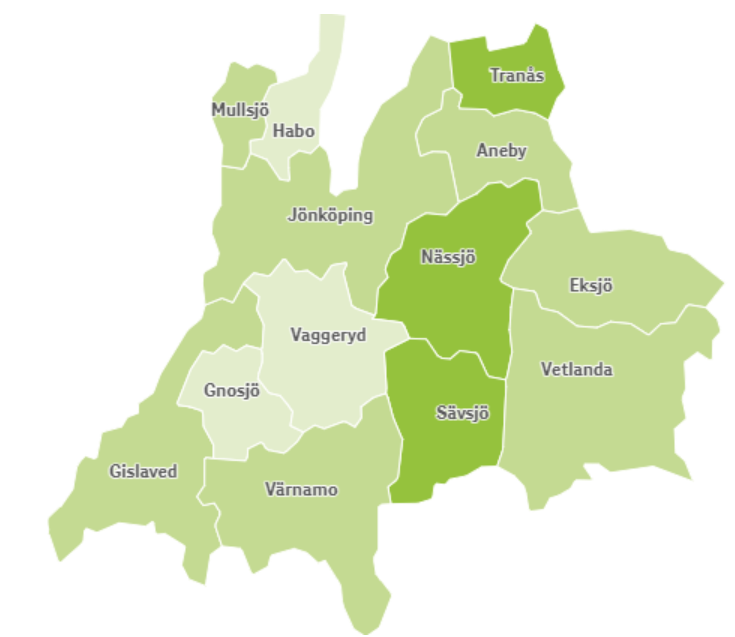 Tranås
Mullsjö
Habo
Aneby
Jönköping
Nässjö
Eksjö
Vaggeryd
Vetlanda
Gnosjö
Sävsjö
Gislaved
Värnamo